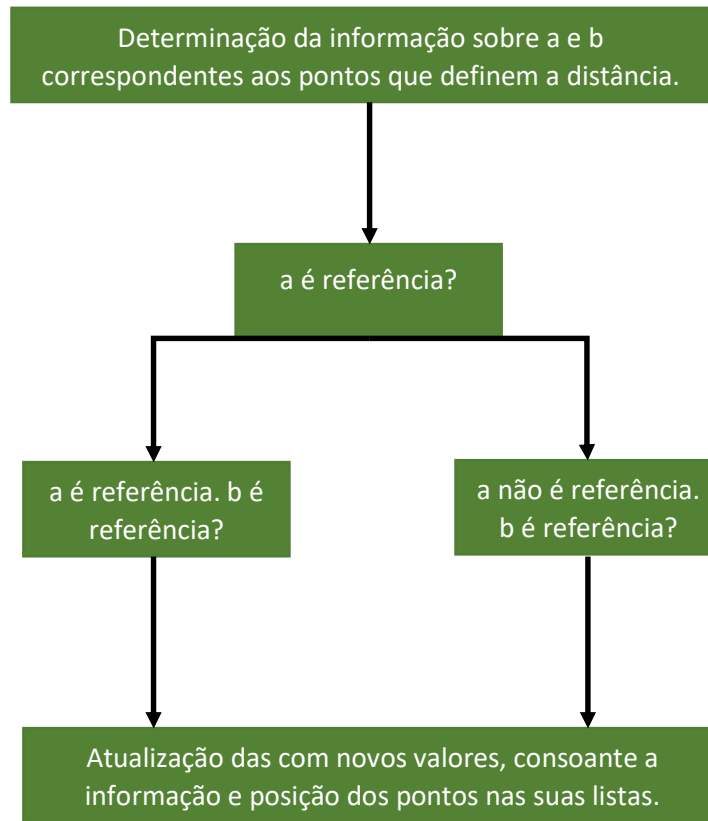 Determinação da informação sobre a e b
correspondentes aos pontos que definem a distância.
a é referência?
a é referência. b é
referência?
a não é referência.
b é referência?
Atualização das com novos valores, consoante a
informação e posição dos pontos nas suas listas.